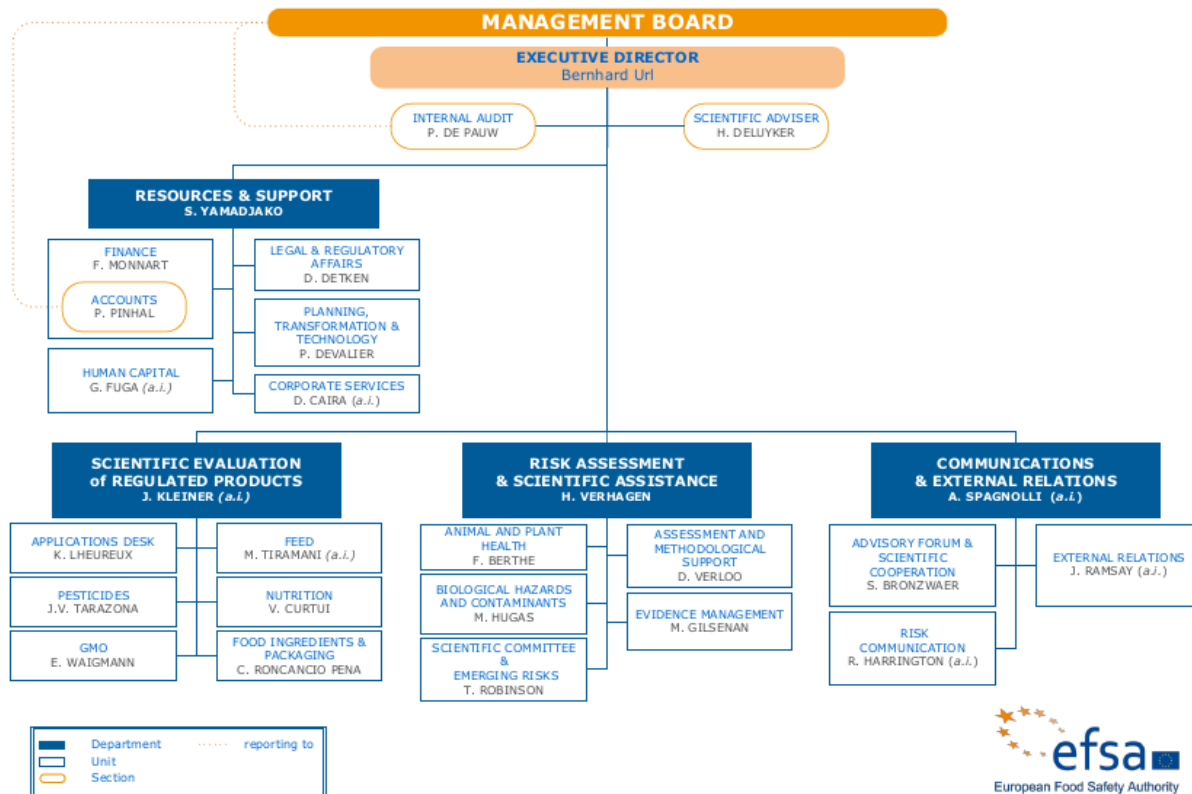 MANAGEMENT BOARD
EXECUTIVE DIRECTOR
Bernhard Url
INTERNAL AUDIT
P. DE PAUW
SCIENTIFIC ADVISER
H. DELUYKER
RESOURCES & SUPPORT
S. YAMADJAKO
FINANCE
F. MONNART
ACCOUNTS
P. PINHAL
LEGAL & REGULATORY
AFFAIRS
D. DETKEN
PLANNING,
TRANSFORMATION &
TECHNOLOGY
P. DEVALIER
HUMAN CAPITAL
G. FUGA (a.i.)
CORPORATE SERVICES
D. CAIRA (a.i.)
SCIENTIFIC EVALUATION
of REGULATED PRODUCTS
J. KLEINER (a.i.)
APPLICATIONS DESK
K. LHEUREUX
FEED
M. TIRAMANI (a.i.)
PESTICIDES
J.V. TARAZONA
NUTRITION
V. CURTUI
GMO
E. WAIGMANN
FOOD INGREDIENTS &
PACKAGING
C. RONCANCIO PENA
RISK ASSESSMENT
& SCIENTIFIC ASSISTANCE
H. VERHAGEN
ANIMAL AND PLANT
HEALTH
F. BERTHE
ASSESSMENT AND
METHODOLOGICAL
SUPPORT
D. VERLOO
BIOLOGICAL HAZARDS
AND CONTAMINANTS
M. HUGAS
EVIDENCE MANAGEMENT
M. GILSENAN
SCIENTIFIC COMMITTEE
&
EMERGING RISKS
T. ROBINSON
COMMUNICATIONS
& EXTERNAL RELATIONS
A. SPAGNOLLI (a.i.)
ADVISORY FORUM &
SCIENTIFIC
COOPERATION
S. BRONZWAER
EXTERNAL RELATIONS
J. RAMSAY (a.i.)
RISK
COMMUNICATION
R. HARRINGTON (a.i.)
Department
reporting to
Unit
Section
efsa
European Food Safety Authority